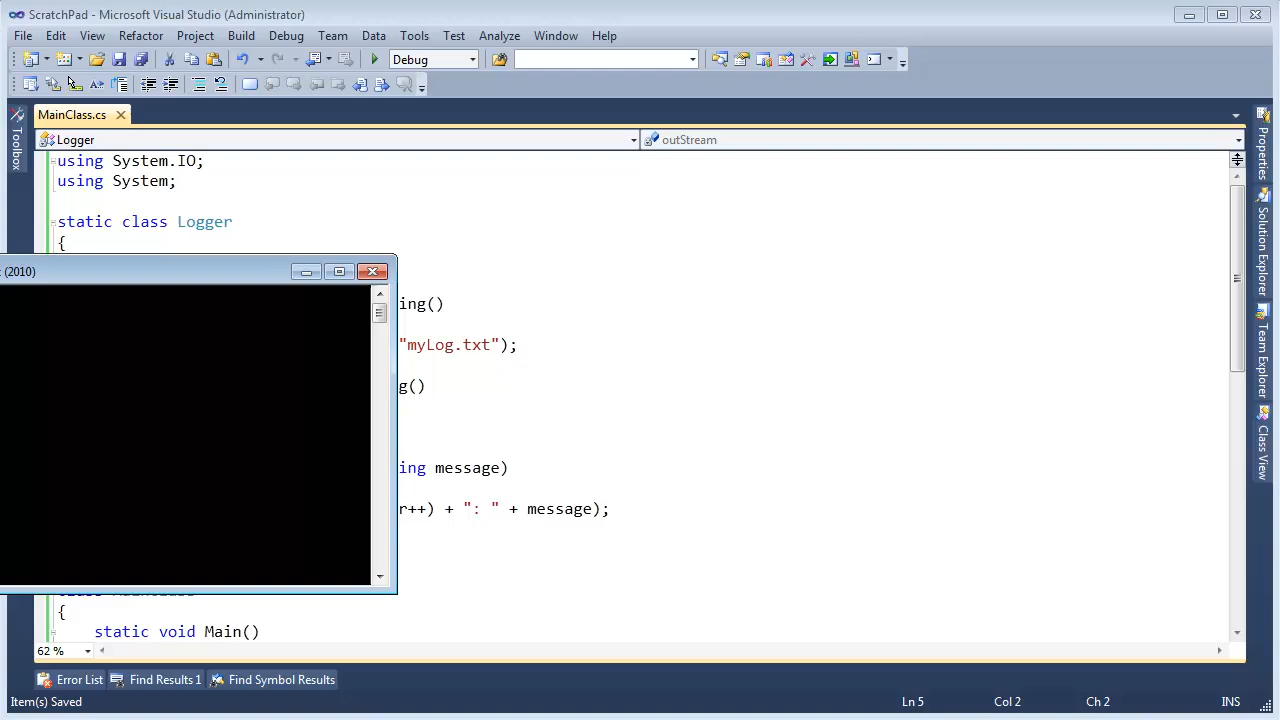 ScratchPad - Microsoft Visual Studio (Administrator)
File Edit View Refactor Project Build Debug Team Data Tools Test Analyze Window Help
Debug
MainClass.cs
Logger
outStream
using System.IO;
using System;
static class Logger
{
(2010)
ing()
"myLog.txt");
g()
ing message)
r++) + ": " + message);
{
static void Main()
62 %
Toolbox
Properties
Solution Explorer
Team Explorer
Class View
Error List
Find Results 1
Find Symbol Results
Item(s) Saved
Ln 5
Col 2
Ch 2
INS